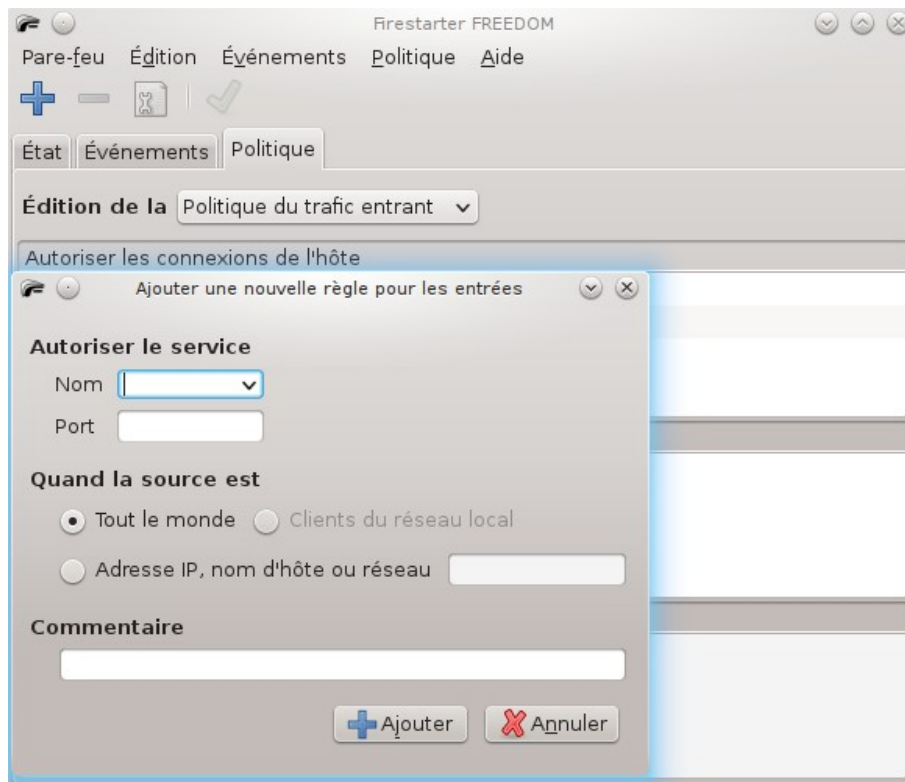 Firestarter FREEDOM
Pare-feu Édition Événements Politique Aide
État Événements Politique
Édition de la Politique du trafic entrant
Autoriser les connexions de l'hôte
Ajouter une nouvelle règle pour les entrées
Autoriser le service
Nom
Port
Quand la source est
Tout le monde Clients du réseau local
Adresse IP, nom d'hôte ou réseau
Commentaire
Ajouter Annuler